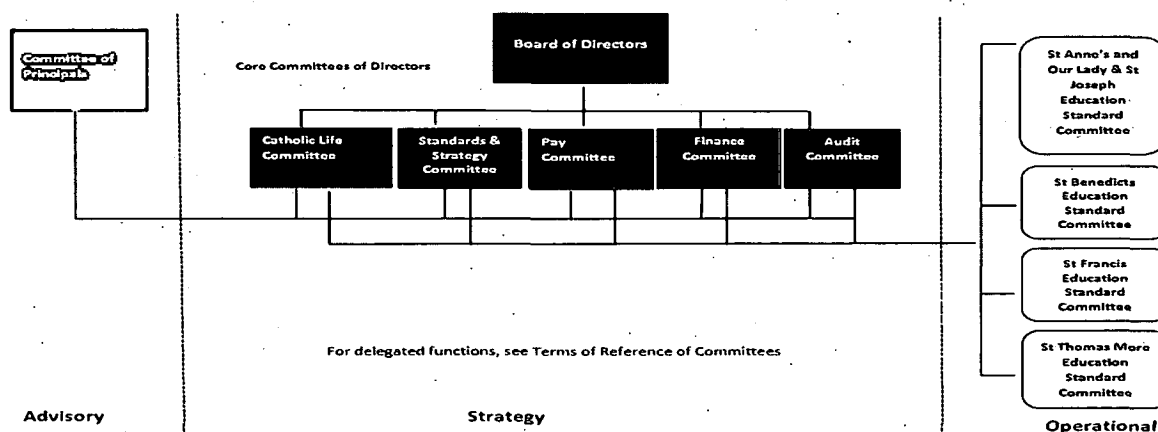 Committee of
Principals
Core Committees of Directors
Board of Directors
Catholic Life
Committee
Standards &
Strategy
Committee
Pay
Committee
Finance
Committee
Audit
Committee
St Anne's and
Our Lady & St
Joseph
Education
Standard
Committee
St Benedicts
Education
Standard
Committee
St Francis
Education
Standard
Committee
St Thomas More
Education
Standard
Committee
For delegated functions, see Terms of Reference of Committees
Advisory
Strategy
Operational